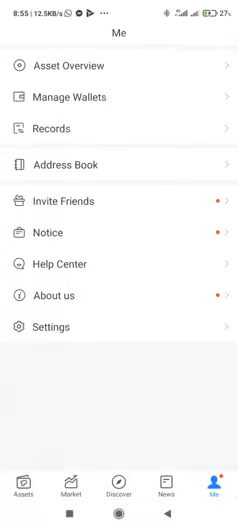 8:55 | 12.5KB/s ... 27%
Me
Asset Overview
Manage Wallets
Records
Address Book
Invite Friends
Notice
Help Center
About us
Settings
Assets Market Discover News Me